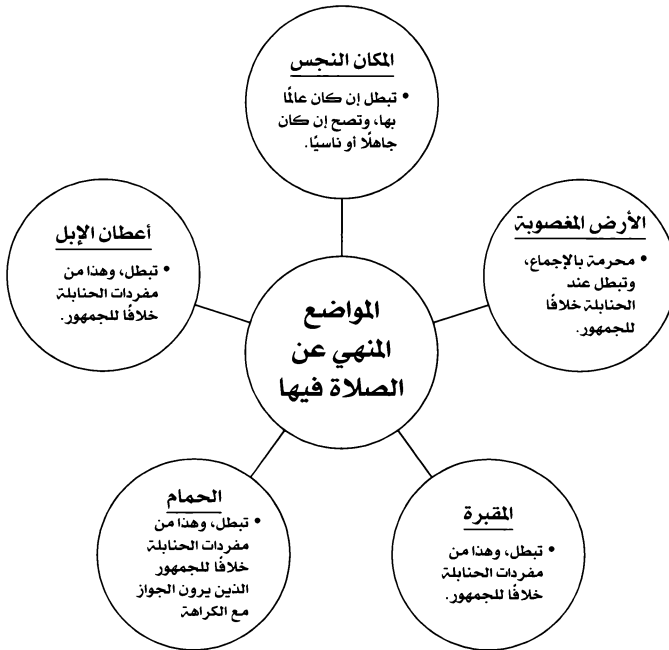 المواضع
المنهي عن
الصلاة فيها
المكان النجس
• تبطل إن كان عالمًا
بها، وتصح إن كان
جاهلًا أو ناسيًا.
الأرض المغصوبة
• محرمة بالإجماع،
وتبطل عند
الحنابلة خلافًا
للجمهور.
المقبرة
• تبطل، وهذا من
مفردات الحنابلة
خلافًا للجمهور.
الحمام
• تبطل، وهذا من
مفردات الحنابلة
خلافًا للجمهور
الذين يرون الجواز
مع الكراهة
أعطان الإبل
• تبطل، وهذا من
مفردات الحنابلة
خلافًا للجمهور.